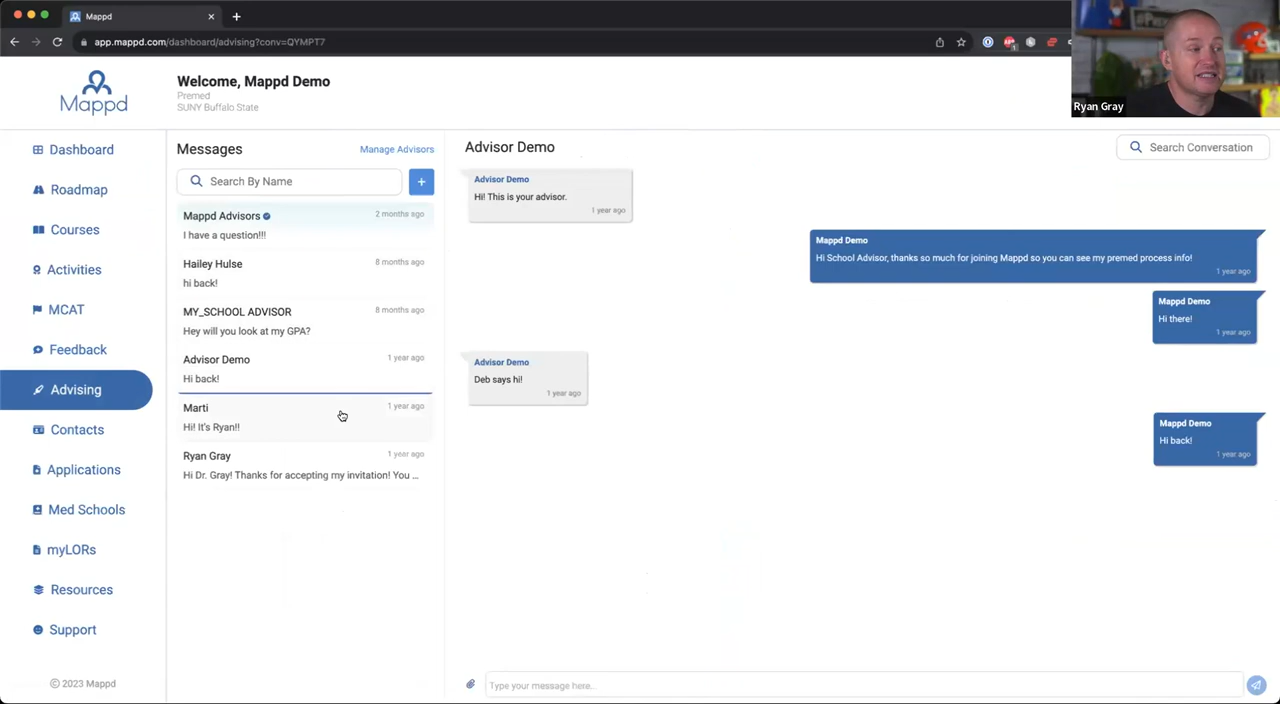 Mappd
app.mappd.com/dashboard/advising?conv=QYMPT7
Ryan Gray
Mappd
Welcome, Mappd Demo
Premed
SUNY Buffalo State
Dashboard
Roadmap
Courses
Activities
MCAT
Feedback
Advising
Contacts
Applications
Med Schools
myLORs
Resources
Support
© 2023 Mappd
Messages
Manage Advisors
Search By Name
+
Mappd Advisors
2 months ago
I have a question!!!
Hailey Hulse
8 months ago
hi back!
MY_SCHOOL ADVISOR
8 months ago
Hey will you look at my GPA?
Advisor Demo
1 year ago
Hi back!
Marti
1 year ago
Hi! It's Ryan!!
Ryan Gray
1 year ago
Hi Dr. Gray! Thanks for accepting my invitation! You ...
Advisor Demo
Search Conversation
Advisor Demo
Hi! This is your advisor.
1 year ago
Mappd Demo
Hi School Advisor, thanks so much for joining Mappd so you can see my premed process info!
1 year ago
Mappd Demo
Hi there!
1 year ago
Advisor Demo
Deb says hi!
1 year ago
Mappd Demo
Hi back!
1 year ago
Type your message here...